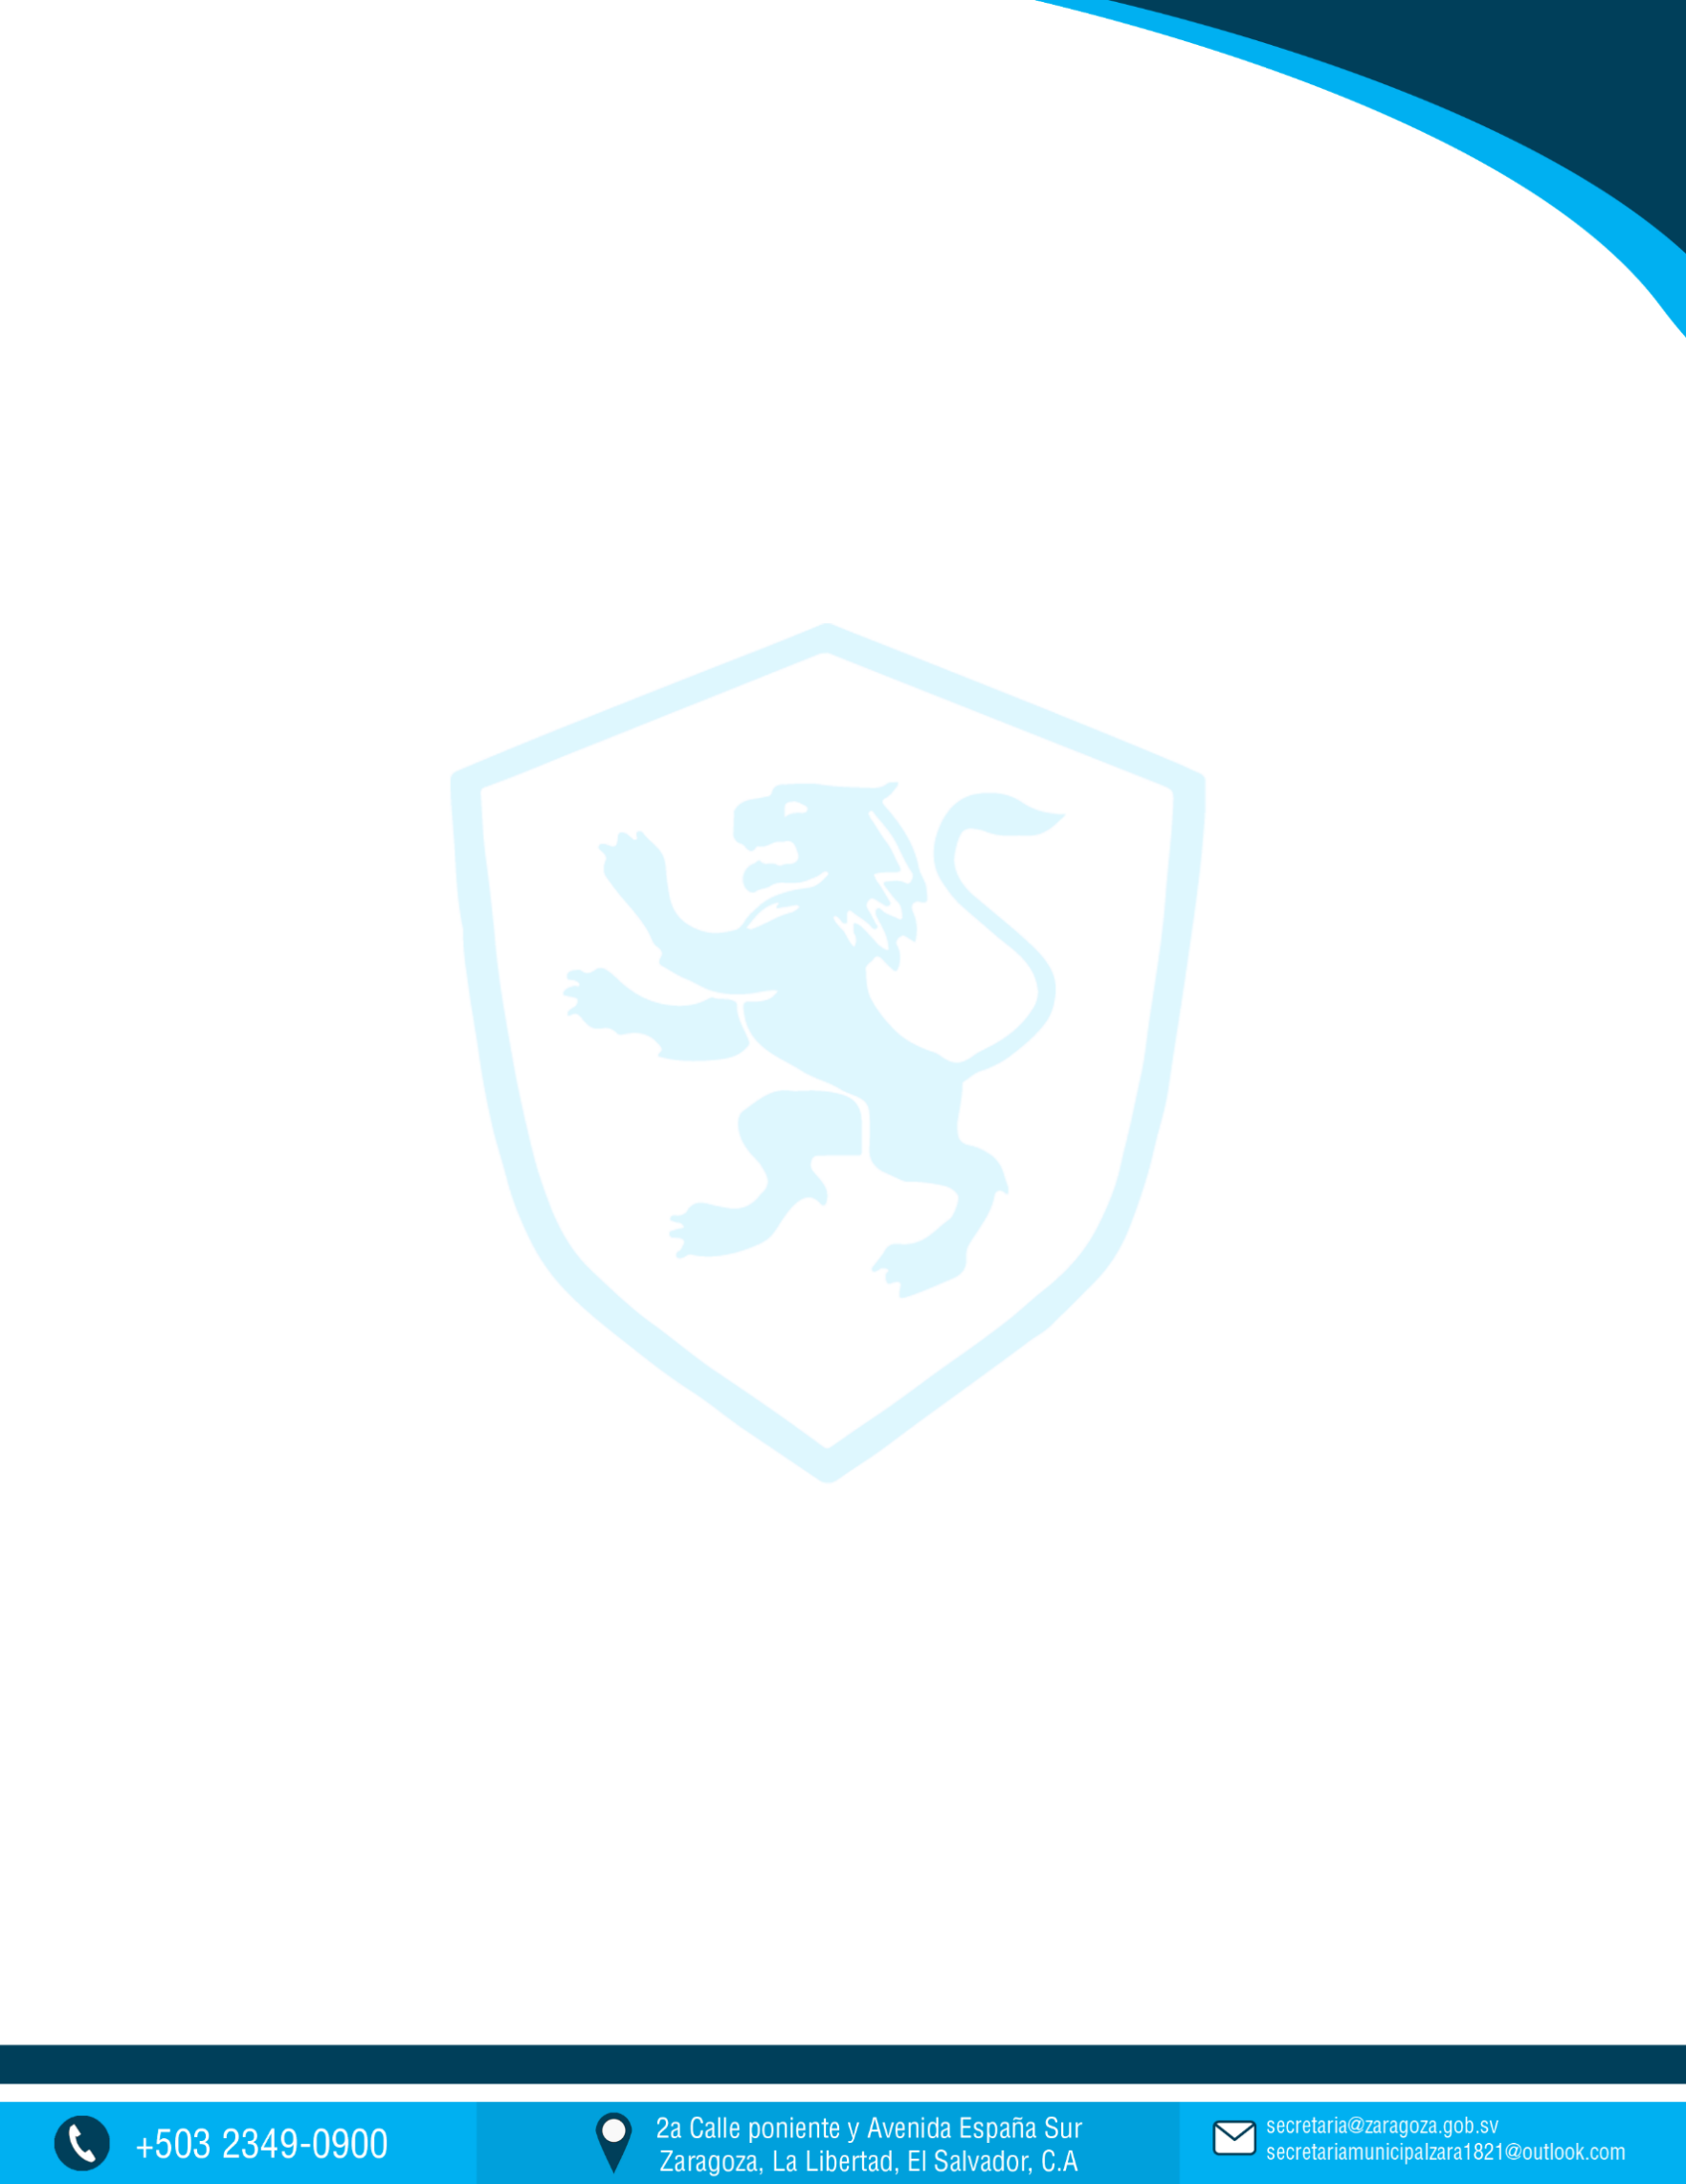 +503 2349-0900
2a Calle poniente y Avenida España Sur
Zaragoza, La Libertad, El Salvador, C.A
secretaria@zaragoza.gob.sv
secretariamunicipalzara1821@outlook.com